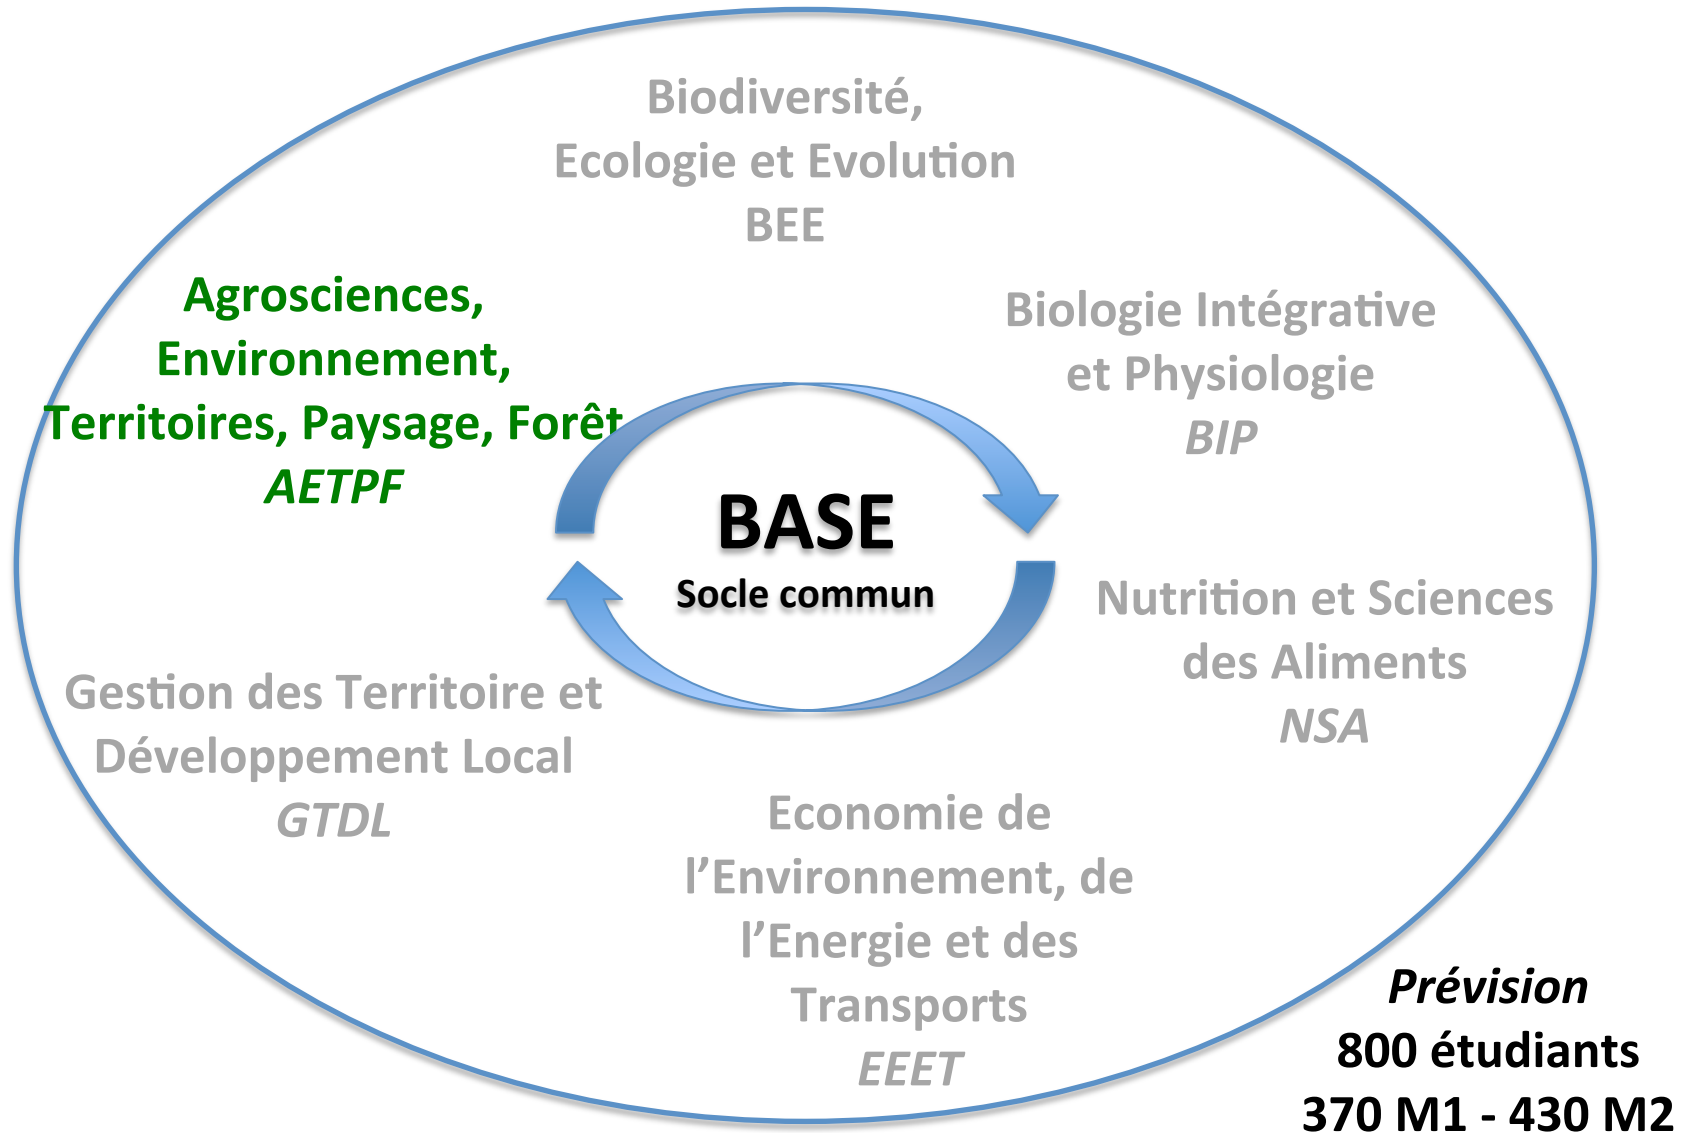 Biodiversité,
Ecologie et Evolution
BEE
Agrosciences,
Environnement,
Territoires, Paysage, Forêt
AETPF
Biologie Intégrative
et Physiologie
BIP
BASE
Socle commun
Nutrition et Sciences
des Aliments
NSA
Gestion des Territoire et
Développement Local
GTDL
Economie de
l’Environnement, de
l’Energie et des
Transports
EEET
Prévision
800 étudiants
370 M1 - 430 M2